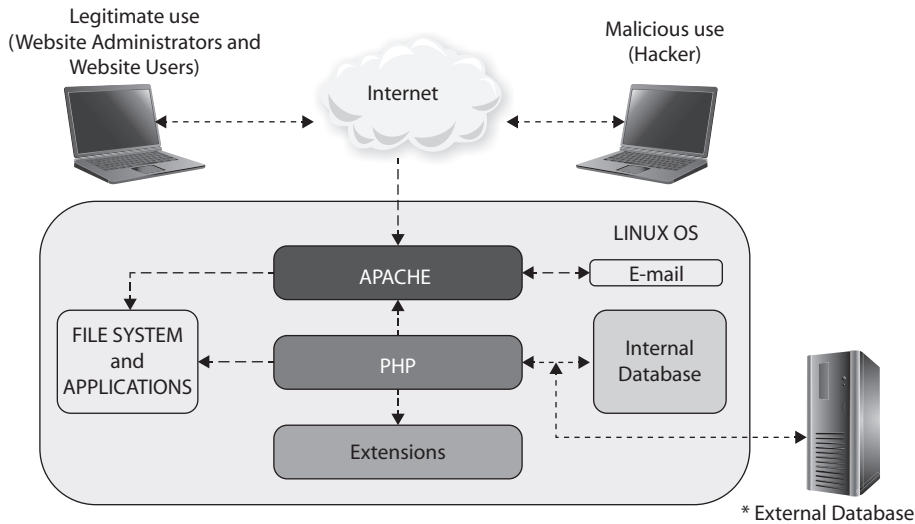 Legitimate use
(Website Administrators and
Website Users)
Malicious use
(Hacker)
Internet
LINUX OS
APACHE
E-mail
FILE SYSTEM
and
APPLICATIONS
PHP
Internal
Database
Extensions
* External Database